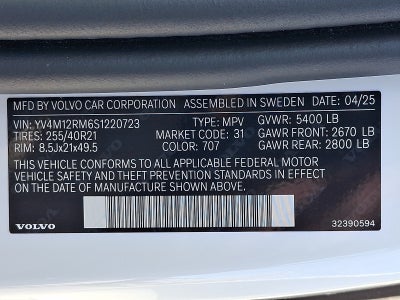 MFD BY VOLVO CAR CORPORATION ASSEMBLED IN SWEDEN DATE: 04/25
VIN: YV4M12RM6S1220723 TYPE: MPV GVWR: 5400 LB
TIRES: 255/40R21 MARKET CODE: 31 GAWR FRONT: 2670 LB
RIM: 8.5Jx21x49.5 COLOR: 707 GAWR REAR: 2800 LB
THIS VEHICLE CONFORMS TO ALL APPLICABLE FEDERAL MOTOR
VEHICLE SAFETY AND THEFT PREVENTION STANDARDS IN EFFECT
ON THE DATE OF MANUFACTURE SHOWN ABOVE.
VOLVO 32390594